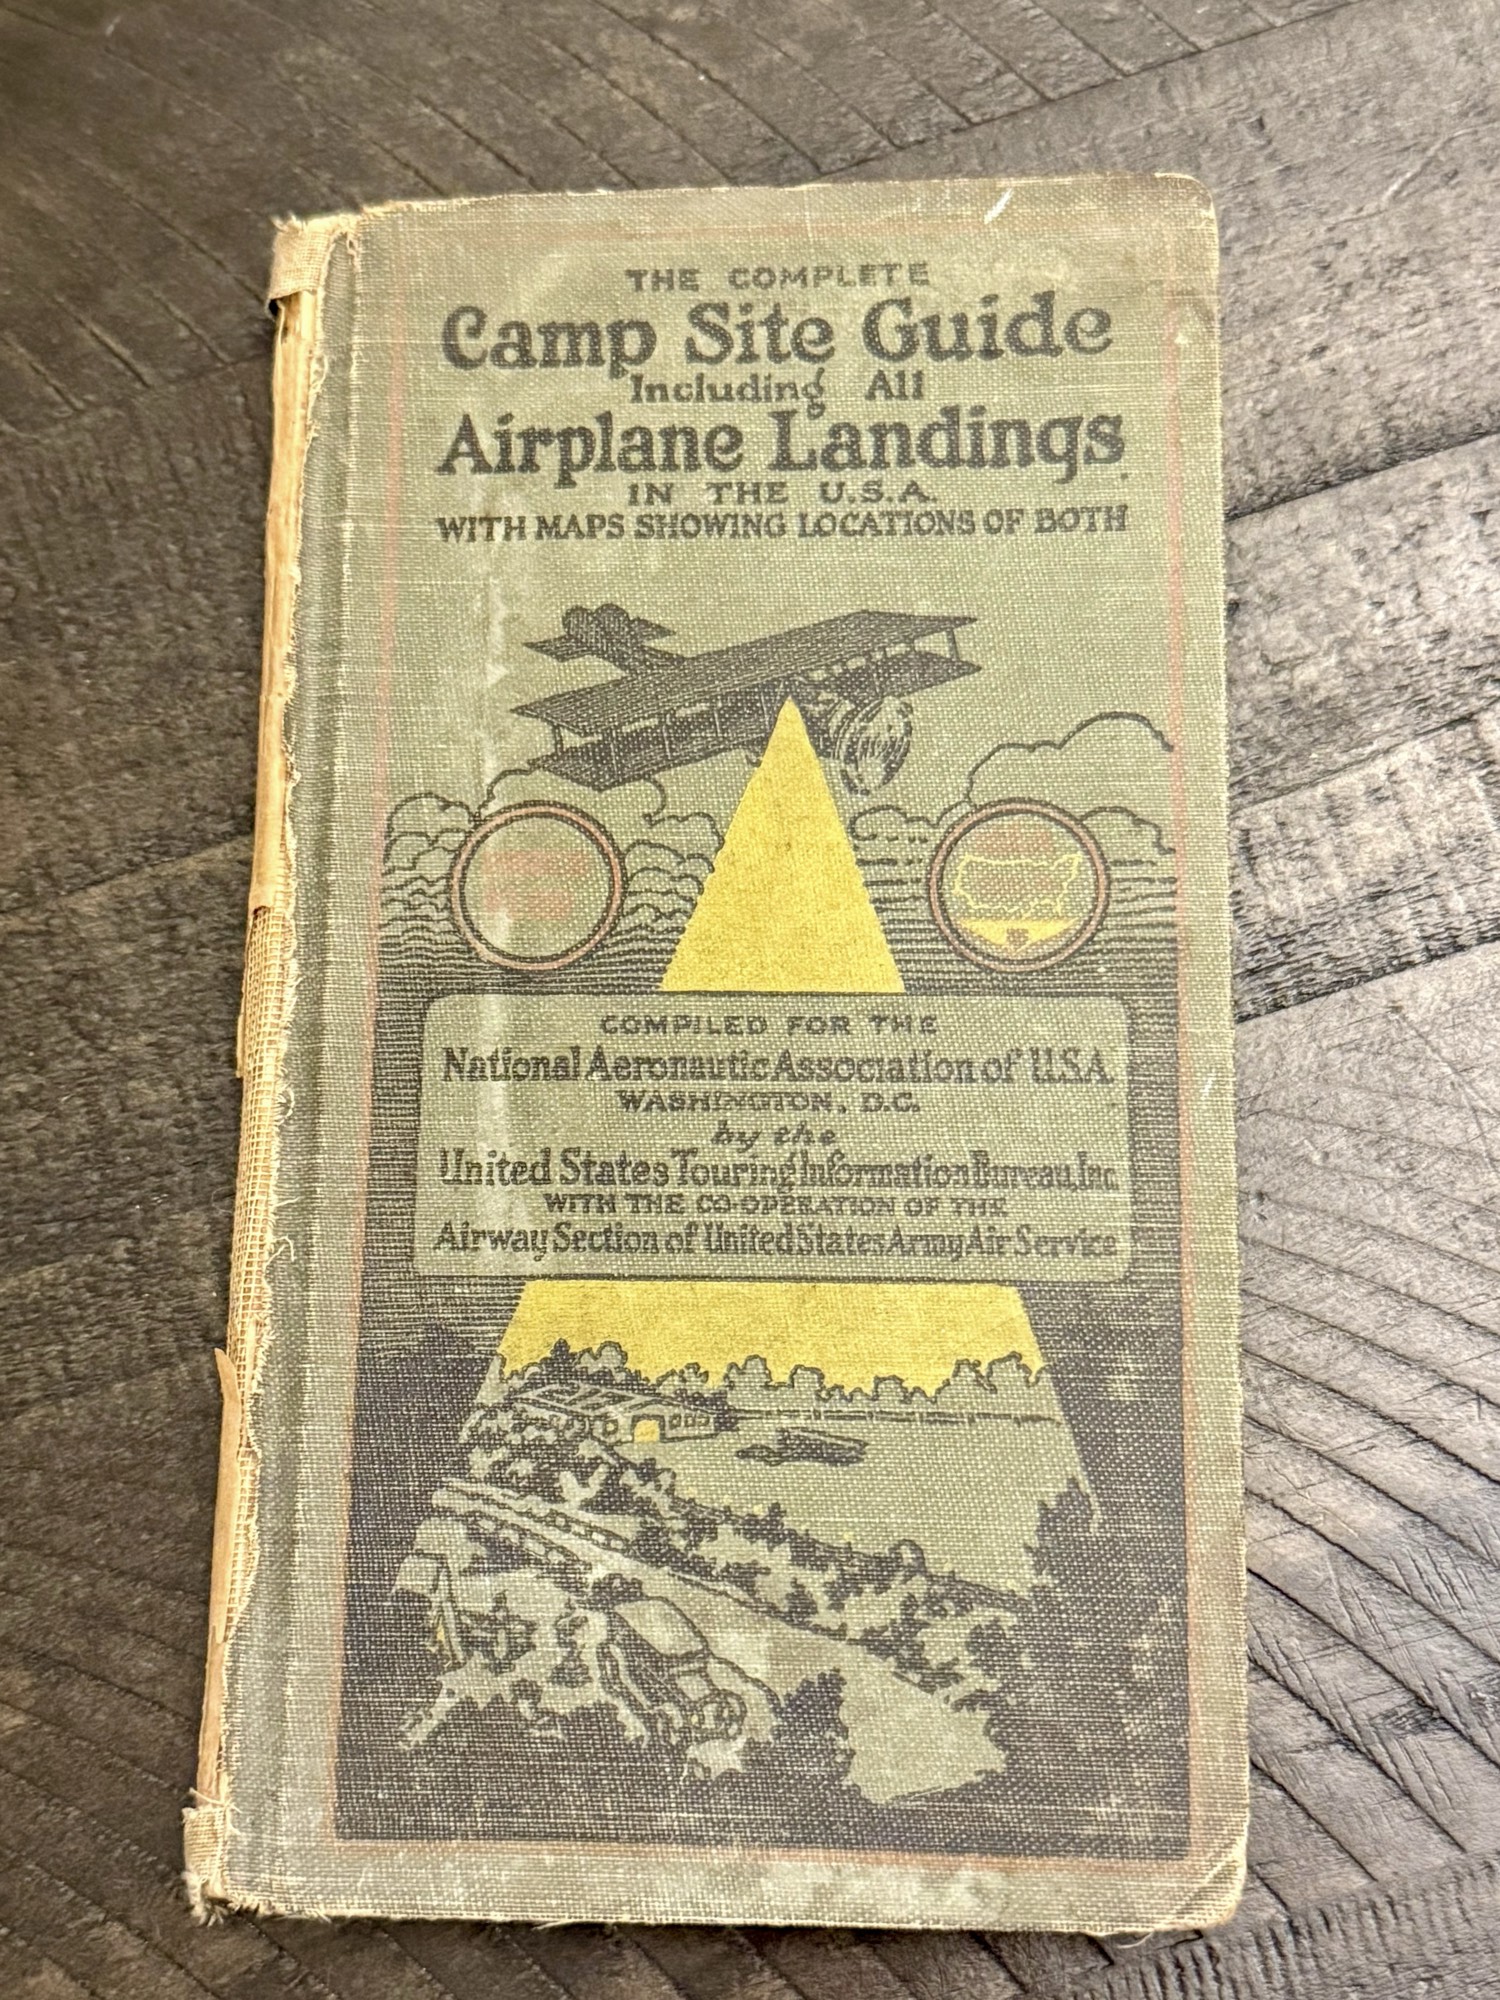 THE COMPLETE
Camp Site Guide
Including All
Airplane Landings
IN THE U.S.A.
WITH MAPS SHOWING LOCATIONS OF BOTH
COMPILED FOR THE
National Aeronautic Association of U.S.A.
WASHINGTON, D.C.
by the
United States Touring Information Bureau, Inc.
WITH THE CO-OPERATION OF THE
Airway Section of United States Army Air Service